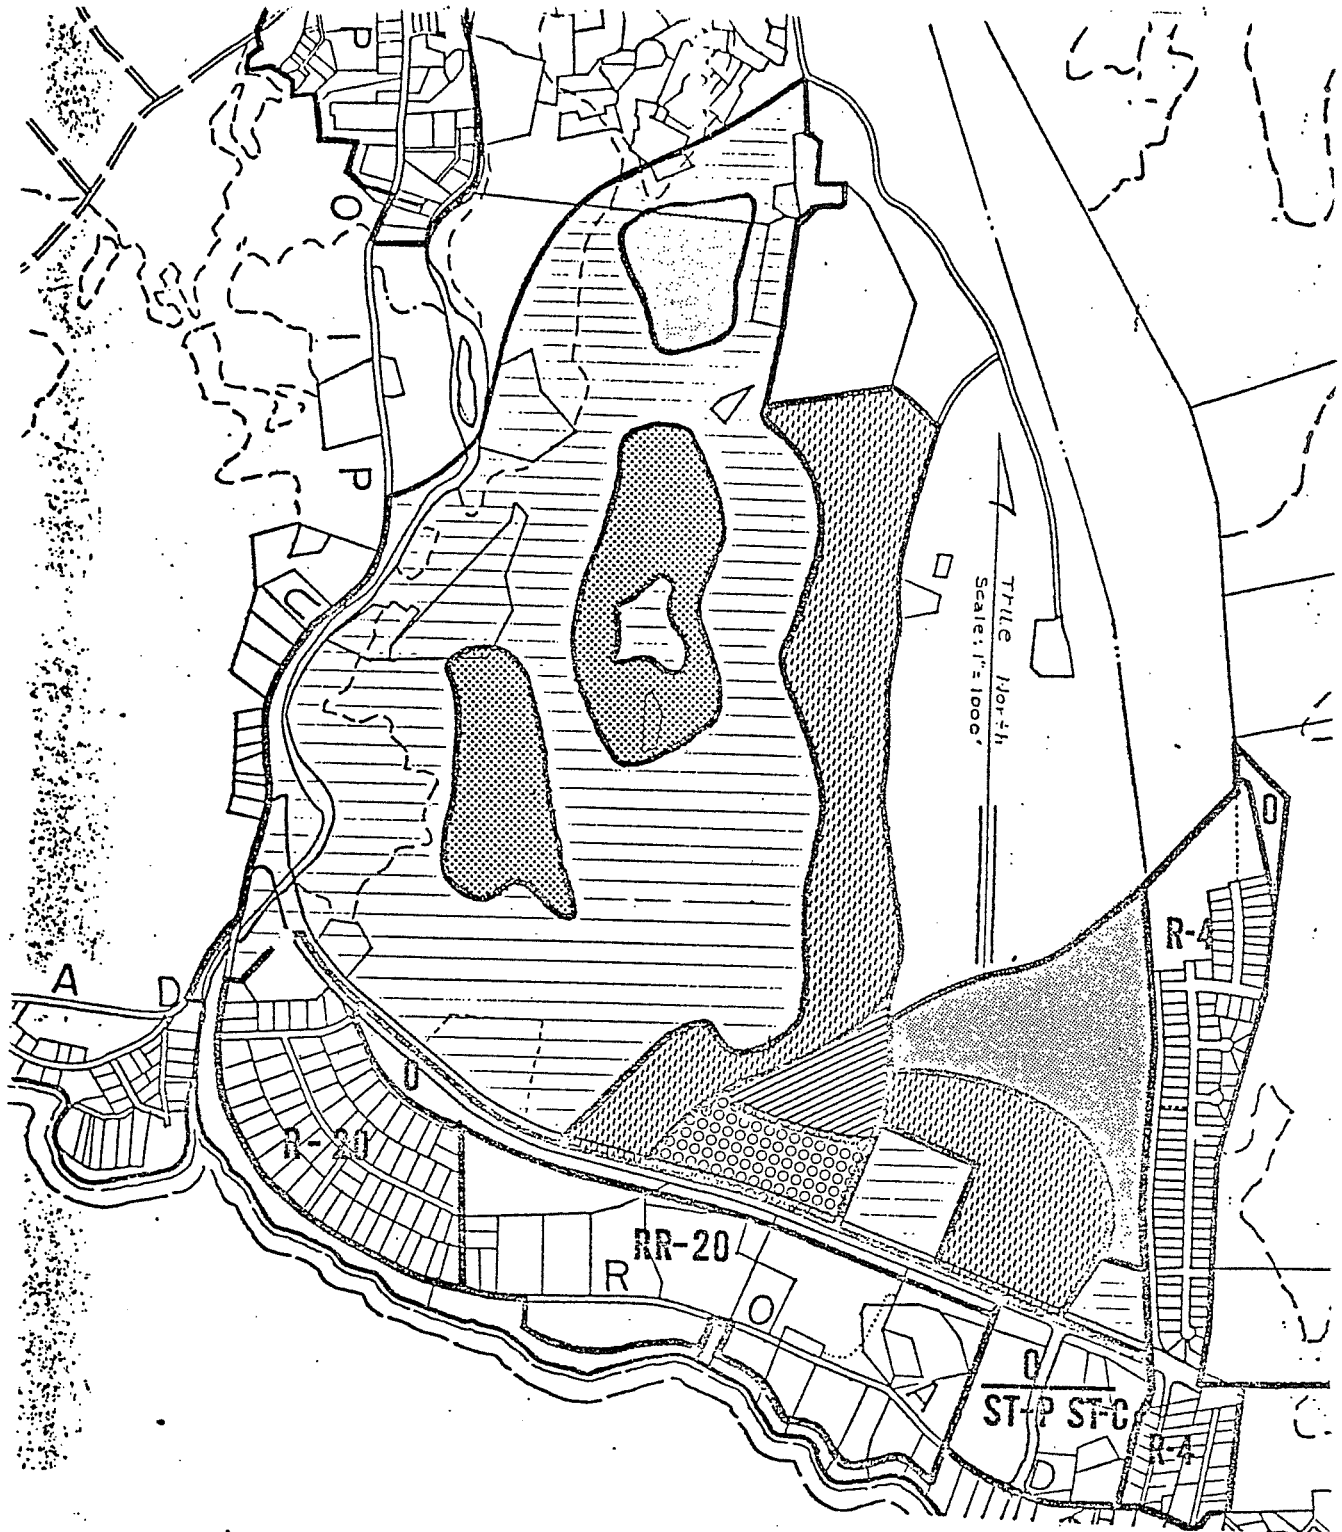 P
O
I
P
U
True North
Scale: 1" = 1000'
O
R-4
A
D
O
R-20
RR-20
R
O
A
D
O
ST-P ST-C
R-4